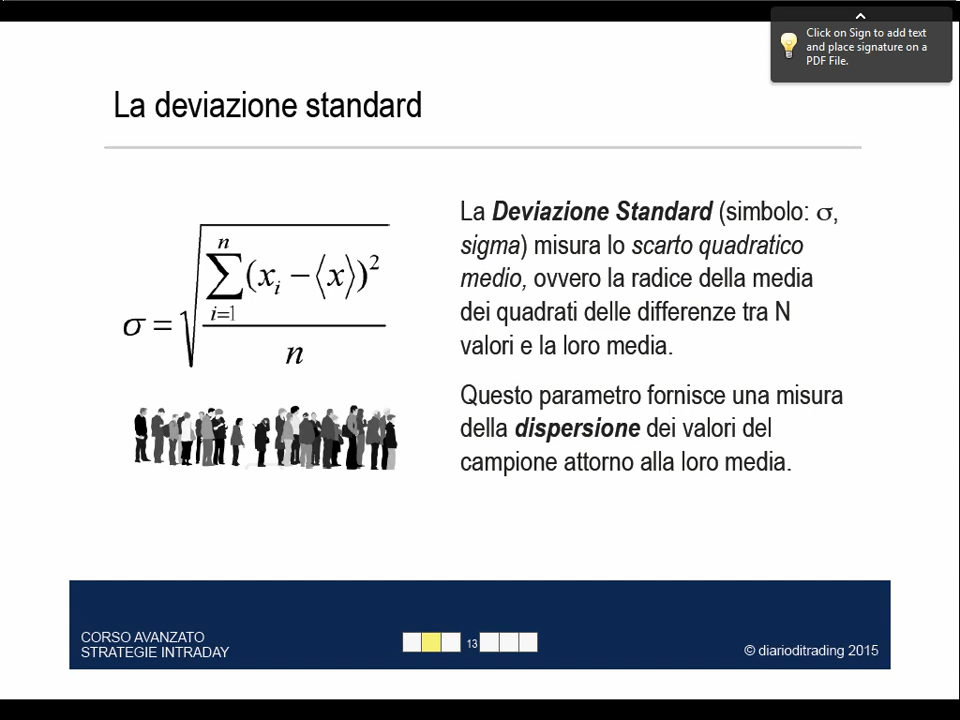 Click on Sign to add text
and place signature on a
PDF File.
La deviazione standard
La Deviazione Standard (simbolo: σ,
sigma) misura lo scarto quadratico
medio, ovvero la radice della media
dei quadrati delle differenze tra N
valori e la loro media.
σ = √(∑_{i=1}^{n} (x_i − ⟨x⟩)² / n)
Questo parametro fornisce una misura
della dispersione dei valori del
campione attorno alla loro media.
CORSO AVANZATO
STRATEGIE INTRADAY
13
© diarioditrading 2015